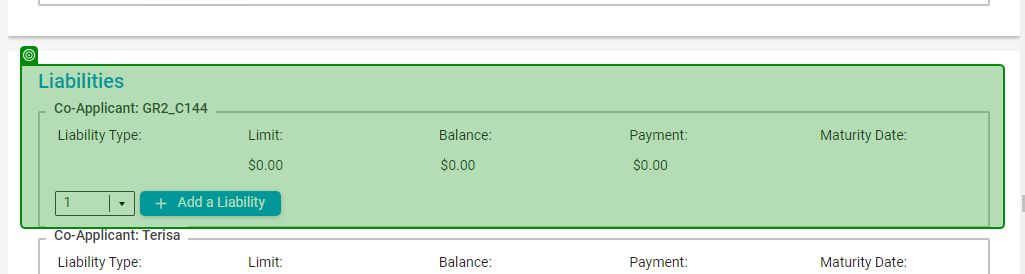 Liabilities
Co-Applicant: GR2_C144
Liability Type: Limit: Balance: Payment: Maturity Date:
$0.00 $0.00 $0.00
1 + Add a Liability
Co-Applicant: Terisa
Liability Type: Limit: Balance: Payment: Maturity Date: